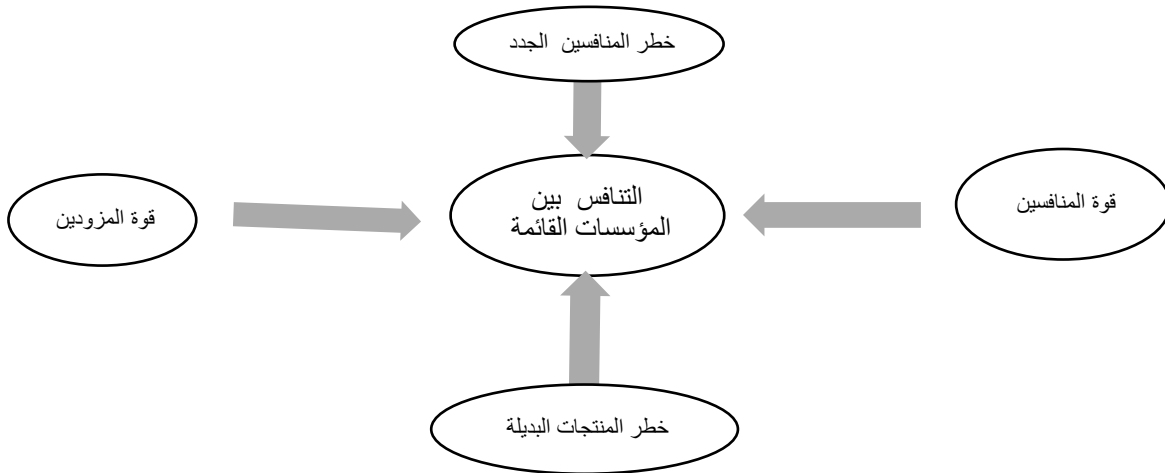 خطر المنافسين الجدد
التنافس بين
المؤسسات القائمة
قوة المنافسين
قوة المزودين
خطر المنتجات البديلة